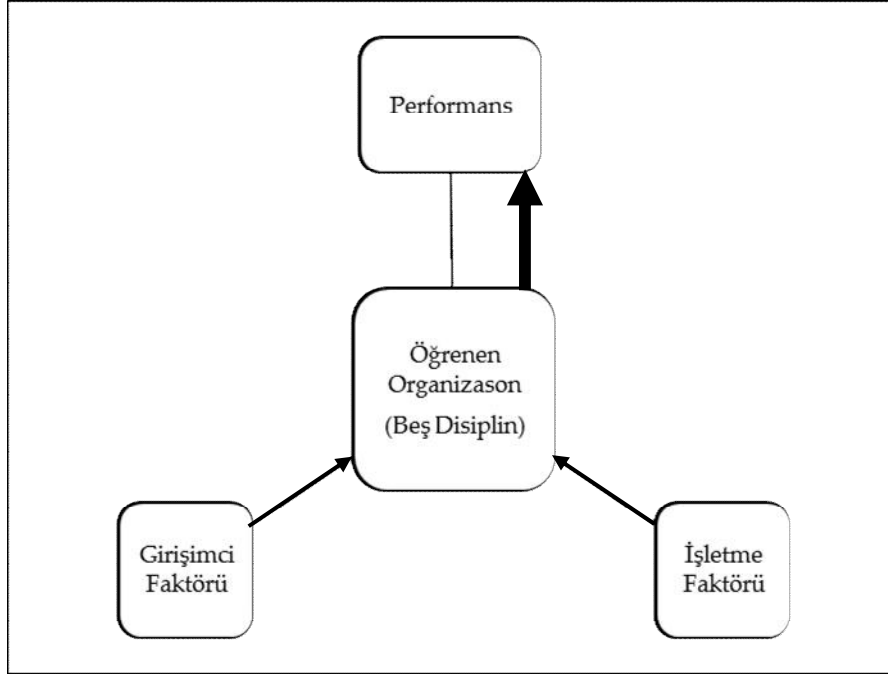 Performans
Öğrenen
Organizason
(Beş Disiplin)
Girişimci
Faktörü
İşletme
Faktörü